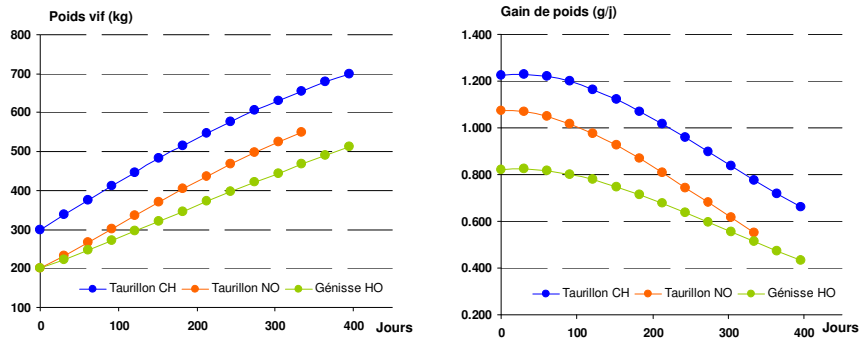 Poids vif (kg)
800
700
600
500
400
300
200
100
0 100 200 300 400 Jours
Taurillon CH Taurillon NO Génisse HO
Gain de poids (g/j)
1.400
1.200
1.000
0.800
0.600
0.400
0.200
0 100 200 300 400 Jours
Taurillon CH Taurillon NO Génisse HO